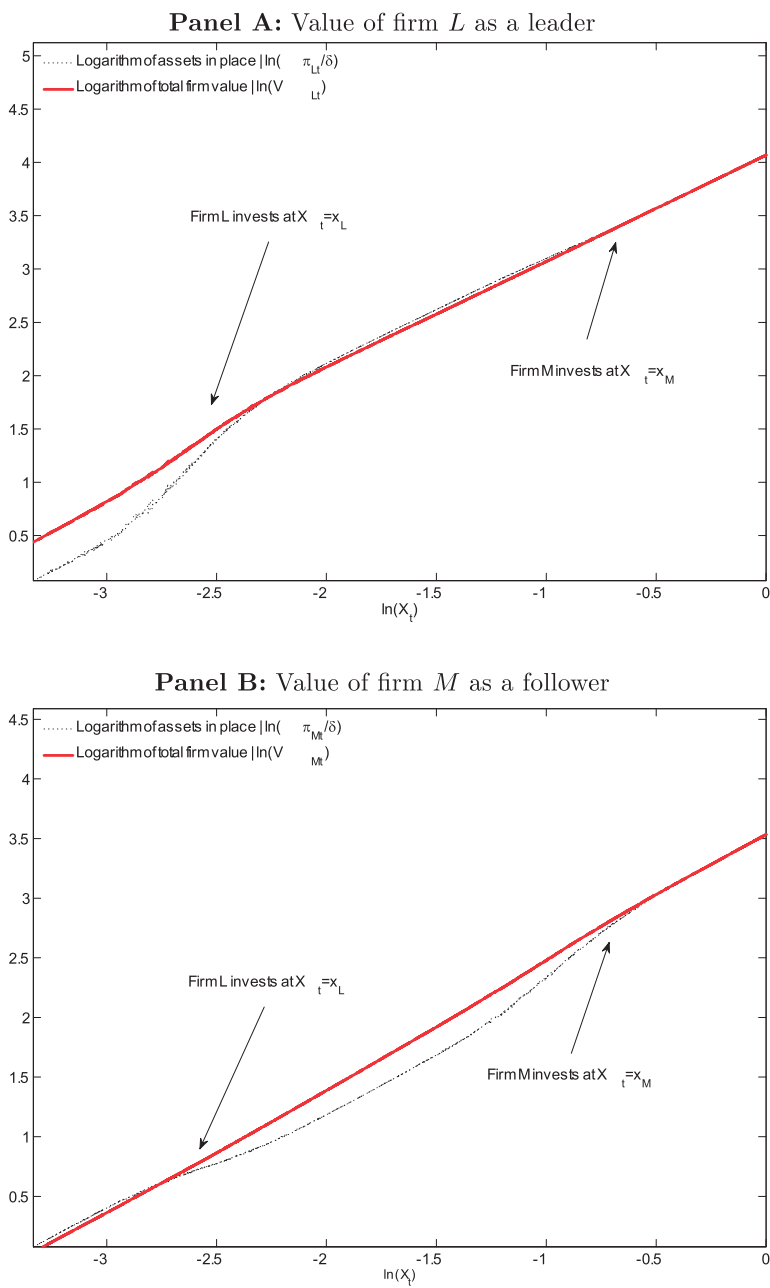 Panel A: Value of firm L as a leader
5
4.5
4
3.5
3
2.5
2
1.5
1
0.5
Logarithm of assets in place | ln( π_Lt/δ)
Logarithm of total firm value | ln(V_Lt)
Firm L invests at X_t=x_L
Firm M invests at X_t=x_M
-3 -2.5 -2 -1.5 -1 -0.5 0
ln(X_t)
Panel B: Value of firm M as a follower
4.5
4
3.5
3
2.5
2
1.5
1
0.5
Logarithm of assets in place | ln( π_Mt/δ)
Logarithm of total firm value | ln(V_Mt)
Firm L invests at X_t=x_L
Firm M invests at X_t=x_M
-3 -2.5 -2 -1.5 -1 -0.5 0
ln(X_t)